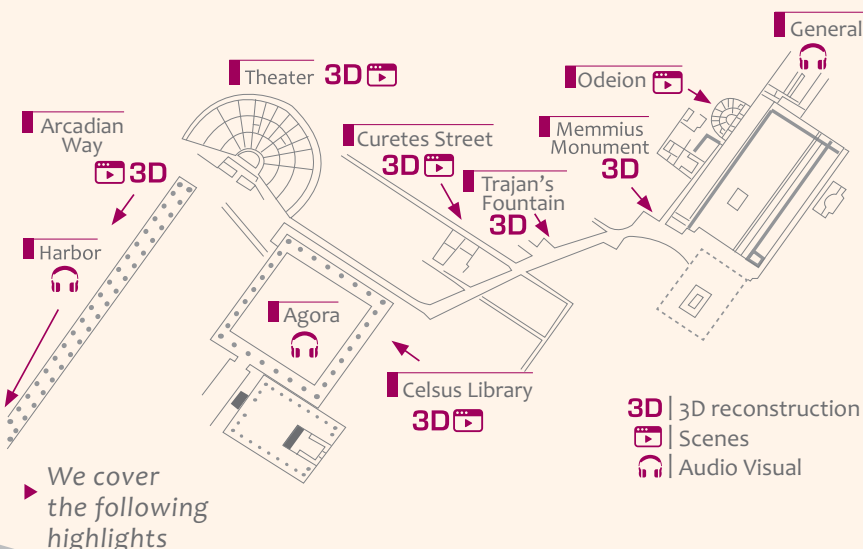 General
Theater 3D
Odeion
Arcadian
Way
3D
Curetes Street
3D
Memmius
Monument
3D
Trajan's
Fountain
3D
Harbor
Agora
Celsus Library
3D
3D | 3D reconstruction
| Scenes
| Audio Visual
We cover
the following
highlights